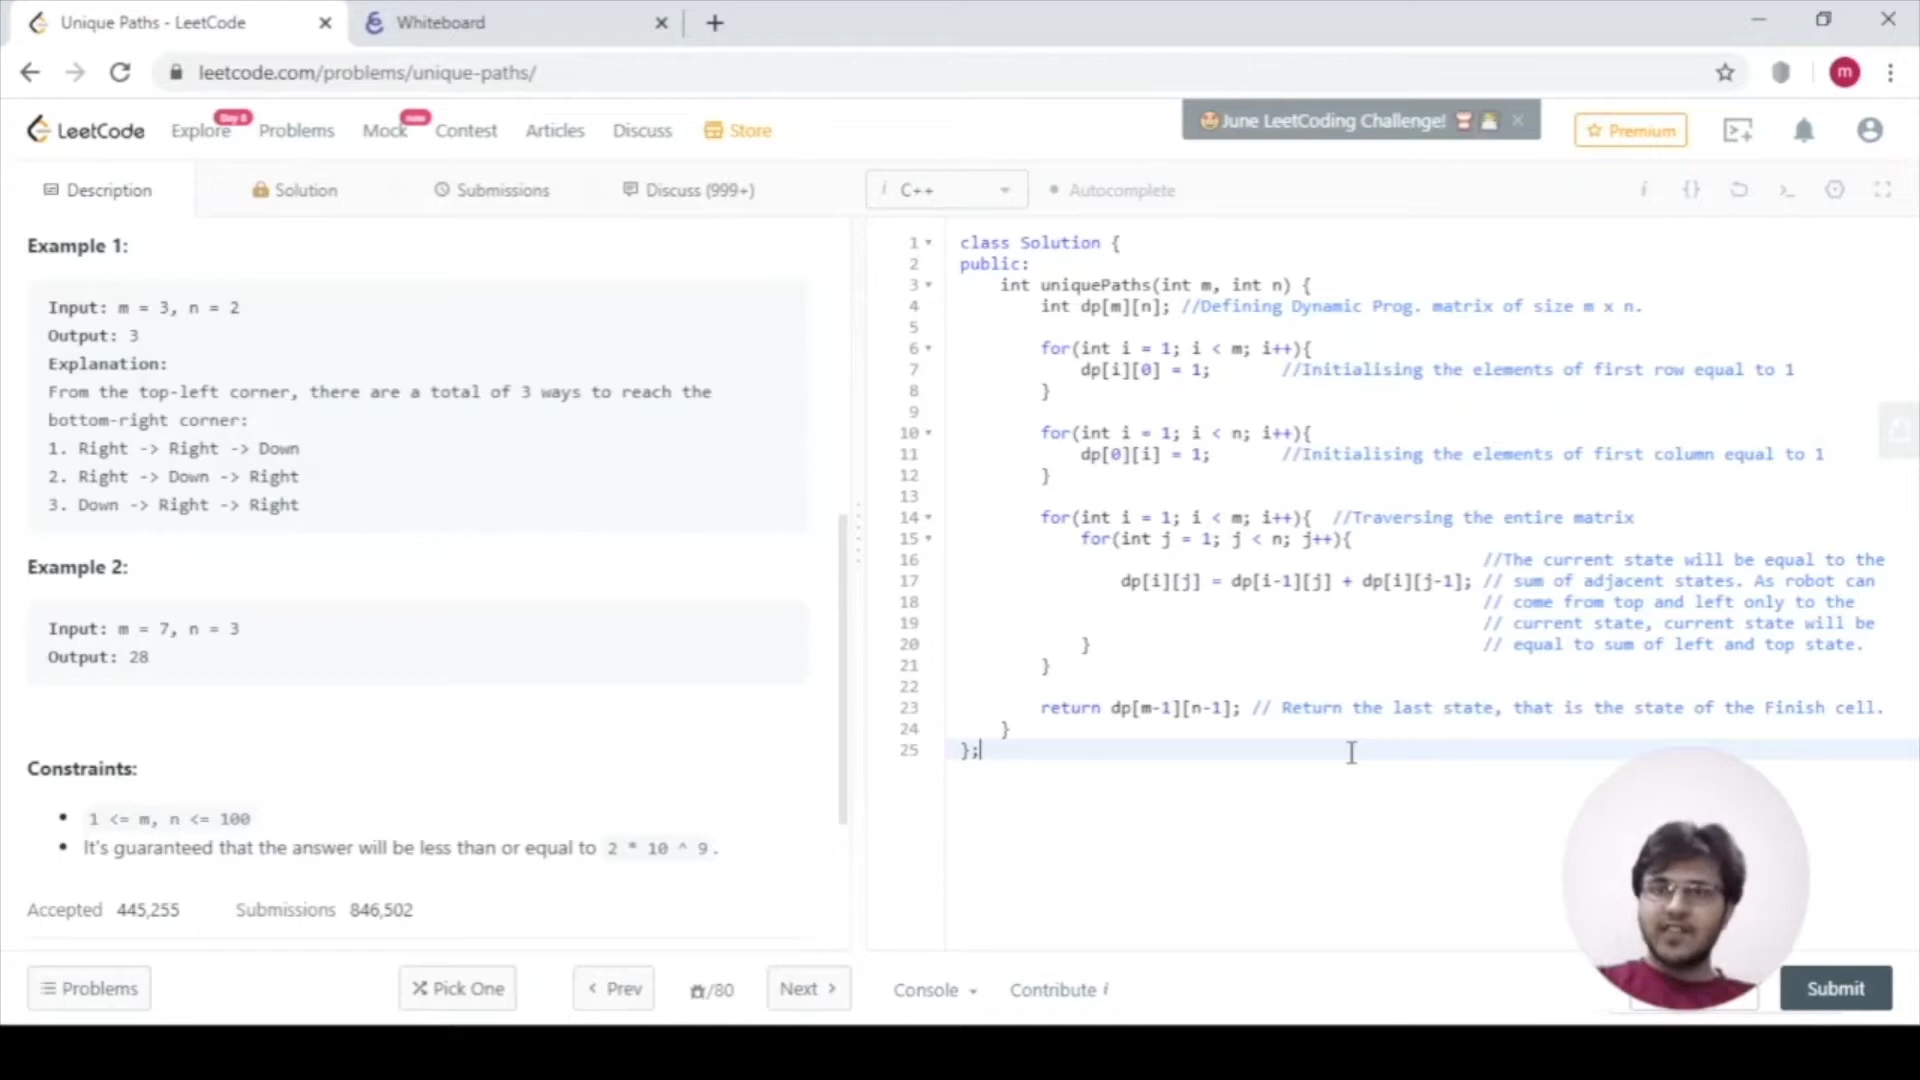 Unique Paths - LeetCode
Whiteboard
leetcode.com/problems/unique-paths/
m
LeetCode
Explore
Day 8
Problems
Mock
new
Contest
Articles
Discuss
Store
June LeetCoding Challenge!
Premium
Description
Solution
Submissions
Discuss (999+)
i C++
Autocomplete
Example 1:
Input: m = 3, n = 2
Output: 3
Explanation:
From the top-left corner, there are a total of 3 ways to reach the
bottom-right corner:
1. Right -> Right -> Down
2. Right -> Down -> Right
3. Down -> Right -> Right
Example 2:
Input: m = 7, n = 3
Output: 28
Constraints:
1 <= m, n <= 100
It's guaranteed that the answer will be less than or equal to 2 * 10 ^ 9 .
Accepted 445,255 Submissions 846,502
Problems
Pick One
Prev
/80
Next
1 class Solution {
2 public:
3 int uniquePaths(int m, int n) {
4 int dp[m][n]; //Defining Dynamic Prog. matrix of size m x n.
5
6 for(int i = 1; i < m; i++){
7 dp[i][0] = 1; //Initialising the elements of first row equal to 1
8 }
9
10 for(int i = 1; i < n; i++){
11 dp[0][i] = 1; //Initialising the elements of first column equal to 1
12 }
13
14 for(int i = 1; i < m; i++){ //Traversing the entire matrix
15 for(int j = 1; j < n; j++){
16 //The current state will be equal to the
17 dp[i][j] = dp[i-1][j] + dp[i][j-1]; // sum of adjacent states. As robot can
18 // come from top and left only to the
19 // current state, current state will be
20 } // equal to sum of left and top state.
21 }
22
23 return dp[m-1][n-1]; // Return the last state, that is the state of the Finish cell.
24 }
25 };
Console
Contribute i
Submit